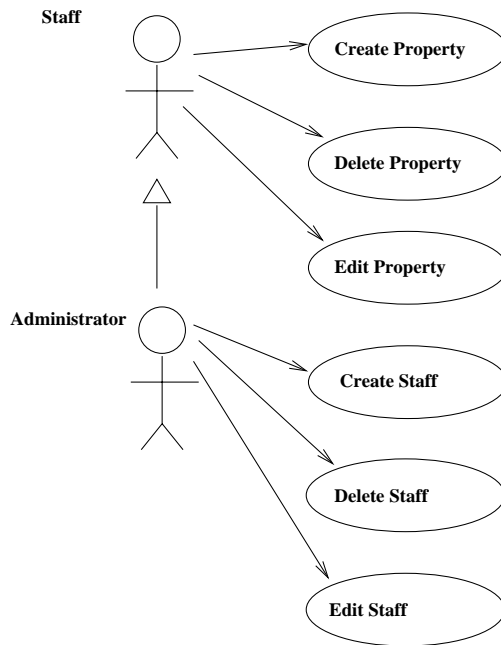 Staff
Create Property
Delete Property
Edit Property
Administrator
Create Staff
Delete Staff
Edit Staff